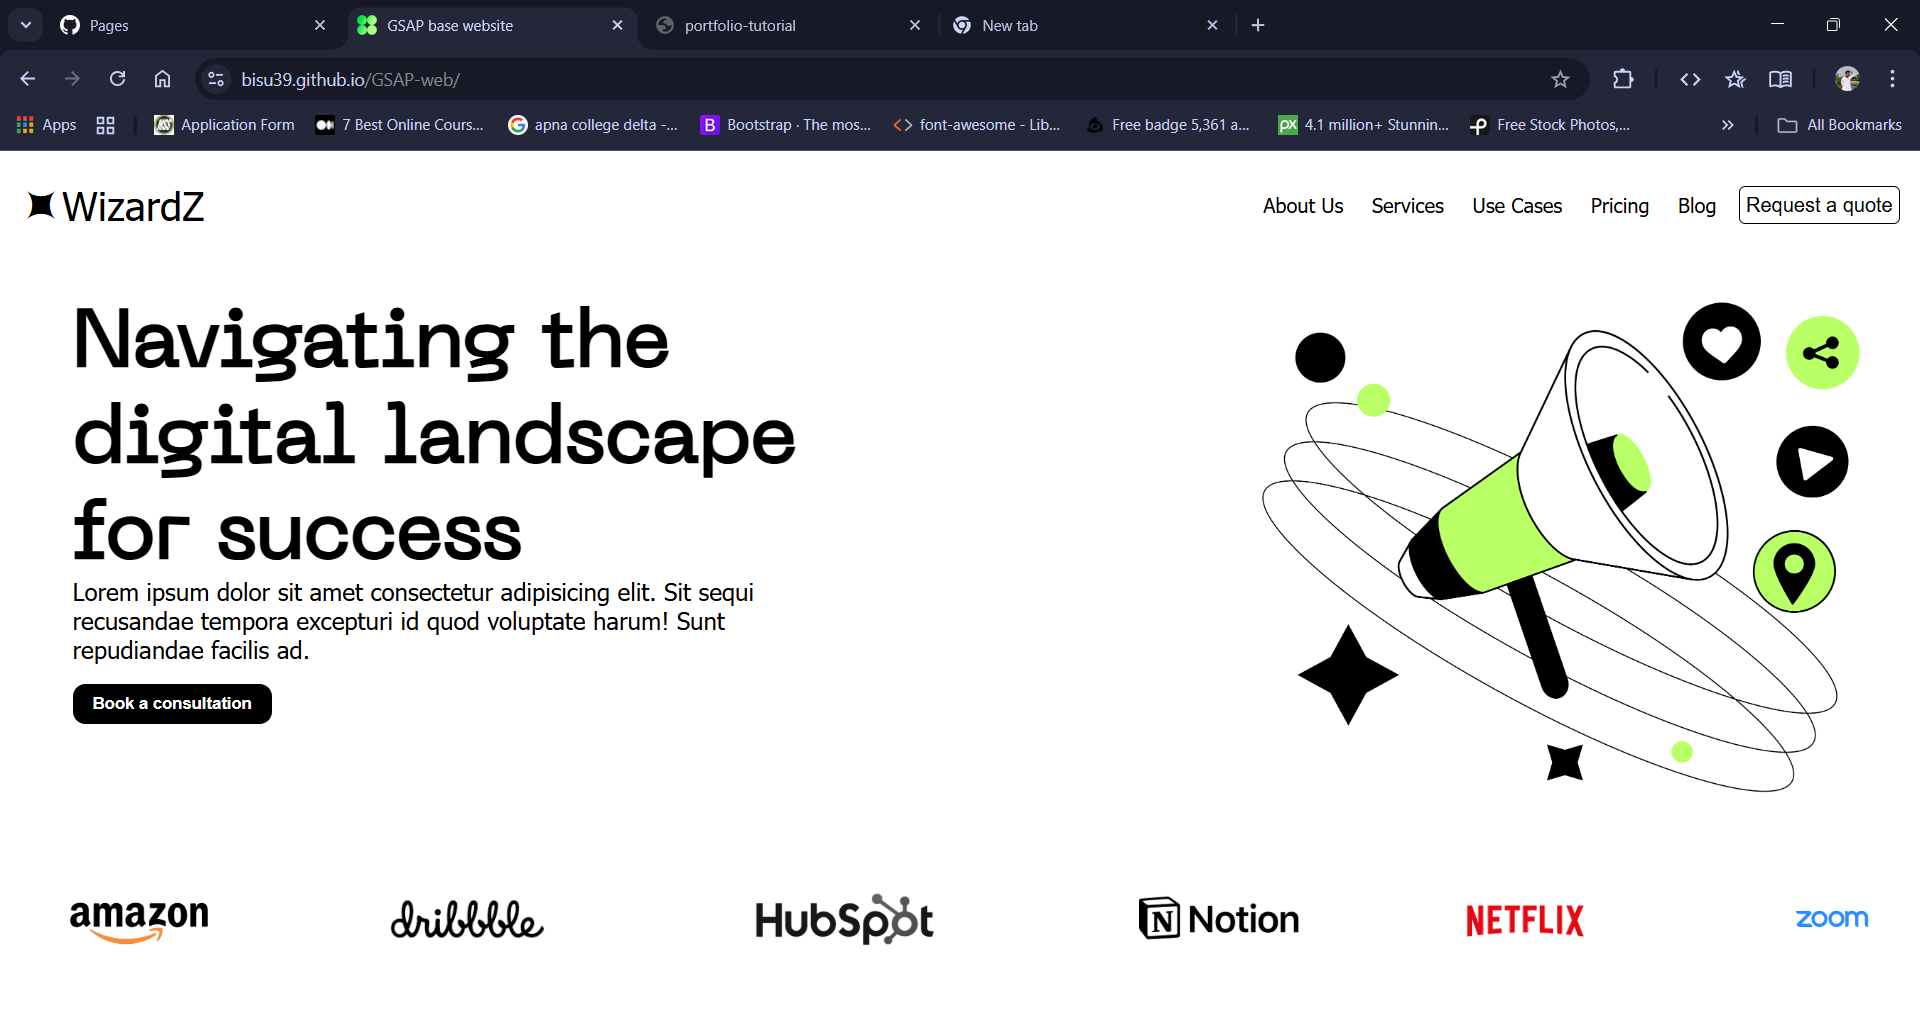 Pages
GSAP base website
portfolio-tutorial
New tab
bisu39.github.io/GSAP-web/
Apps
Application Form
7 Best Online Cours...
apna college delta -...
Bootstrap · The mos...
font-awesome - Lib...
Free badge 5,361 a...
4.1 million+ Stunnin...
Free Stock Photos,...
All Bookmarks
WizardZ
About Us
Services
Use Cases
Pricing
Blog
Request a quote
Navigating the
digital landscape
for success
Lorem ipsum dolor sit amet consectetur adipisicing elit. Sit sequi
recusandae tempora excepturi id quod voluptate harum! Sunt
repudiandae facilis ad.
Book a consultation
amazon
dribbble
HubSpot
Notion
NETFLIX
zoom